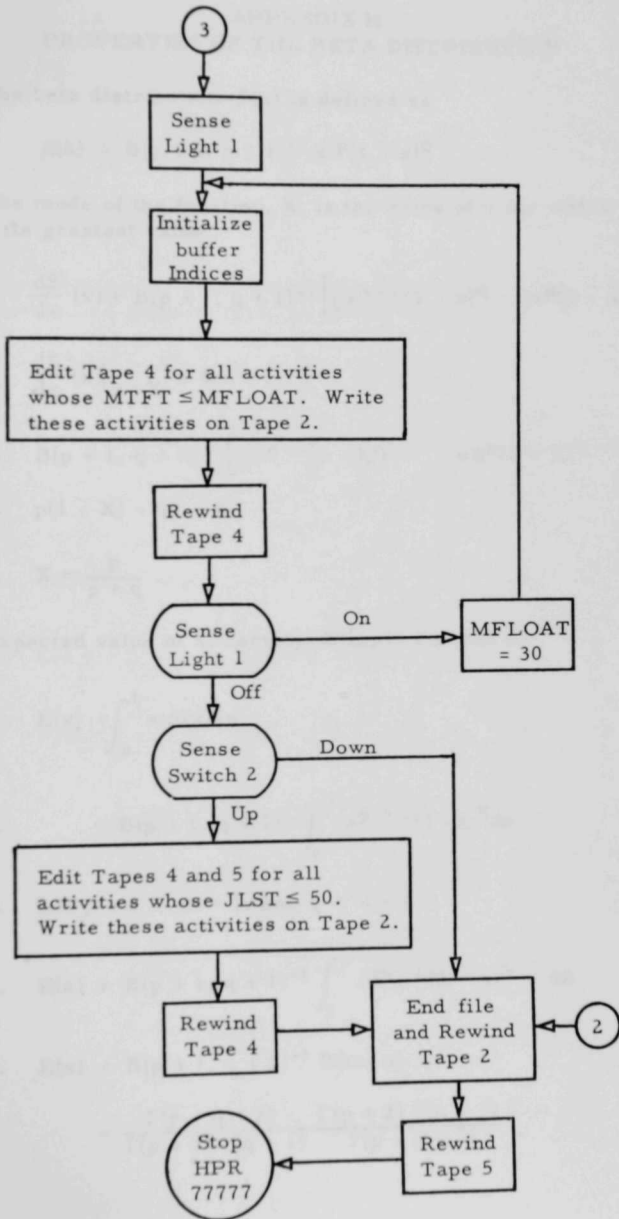 3
Sense
Light 1
Initialize
buffer
Indices
Edit Tape 4 for all activities
whose MTFT ≤ MFLOAT. Write
these activities on Tape 2.
Rewind
Tape 4
Sense
Light 1
On
MFLOAT
= 30
Off
Sense
Switch 2
Down
Up
Edit Tapes 4 and 5 for all
activities whose JLST ≤ 50.
Write these activities on Tape 2.
Rewind
Tape 4
End file
and Rewind
Tape 2
2
Rewind
Tape 5
Stop
HPR
77777